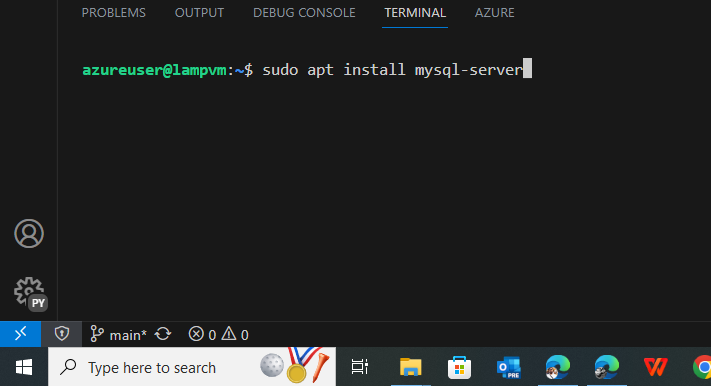 PROBLEMS OUTPUT DEBUG CONSOLE TERMINAL AZURE
azureuser@lampvm:~$ sudo apt install mysql-server
PY
main* 0 0
Type here to search
PRE